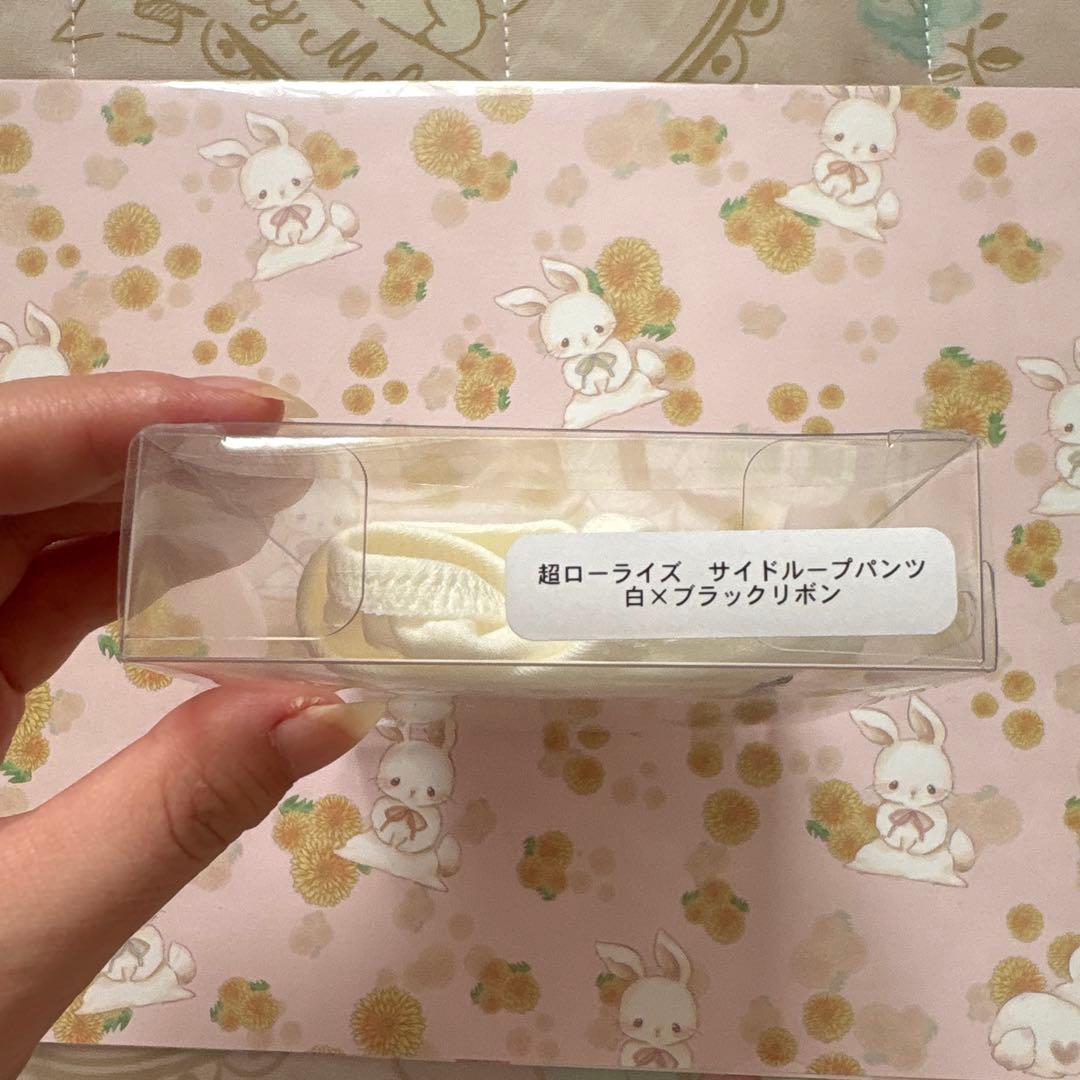 超ローライズ　サイドループパンツ
白×ブラックリボン